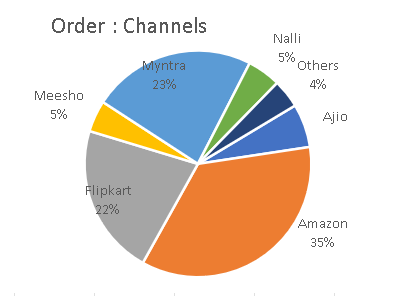 Order : Channels
Nalli
5%
Others
4%
Ajio
Amazon
35%
Flipkart
22%
Meesho
5%
Myntra
23%